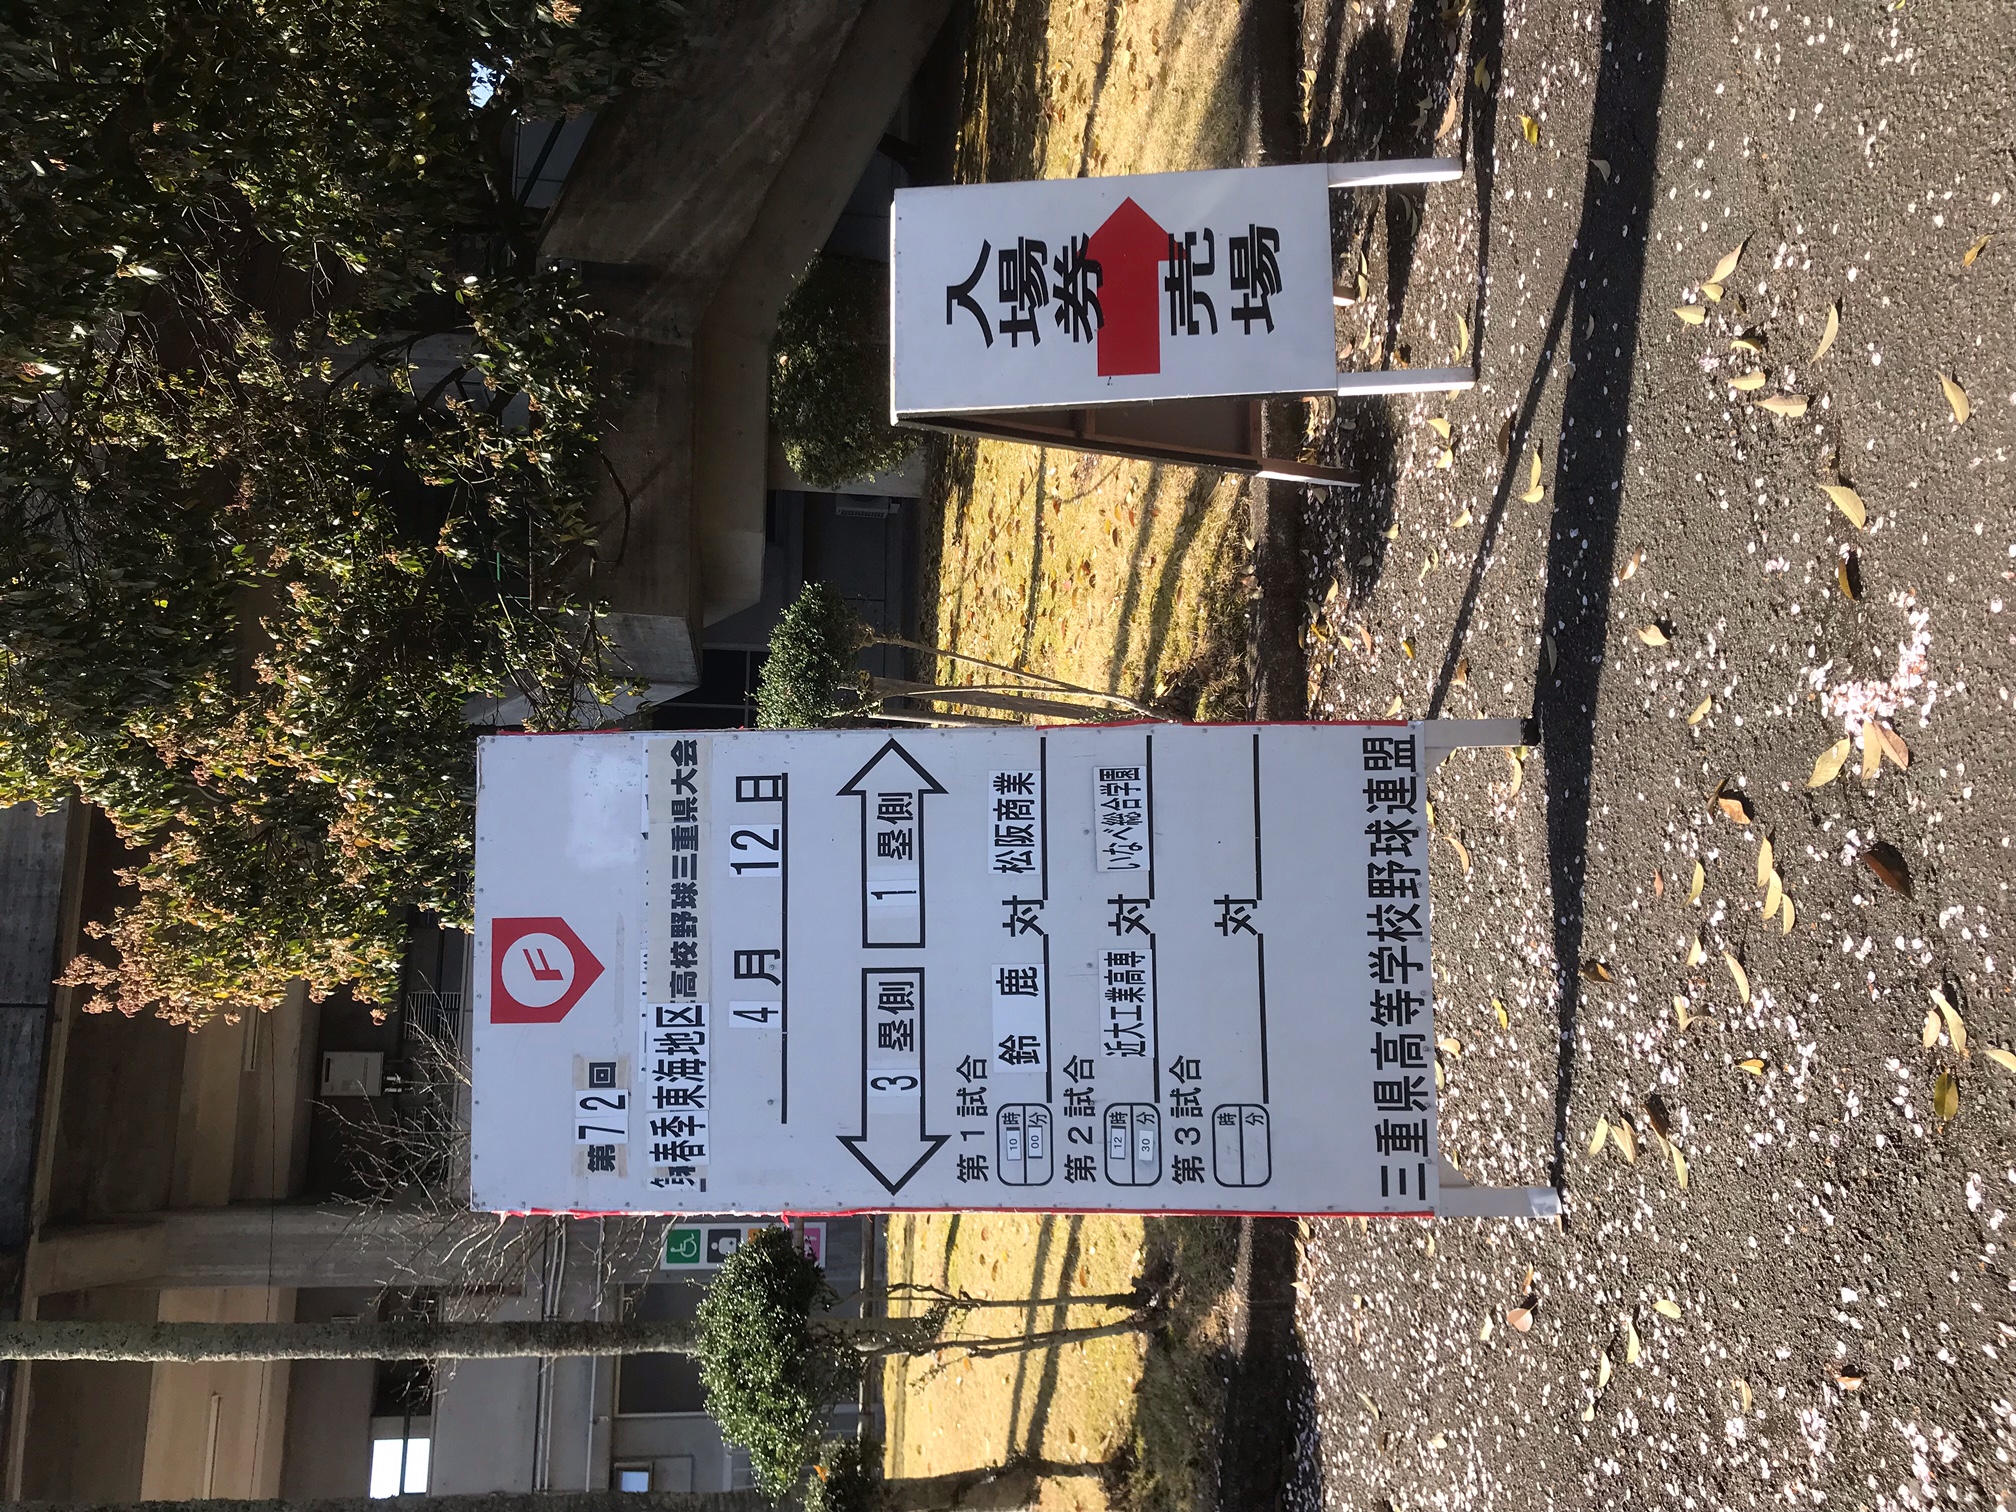 第72回
春季東海地区高校野球三重県大会
4月 12日
3 塁側 1 塁側
第1試合
10時00分 鈴鹿 対 松阪商業
第2試合
12時30分 近大工業高専 対 いなべ総合学園
第3試合
時分 対
三重県高等学校野球連盟
入場券売場